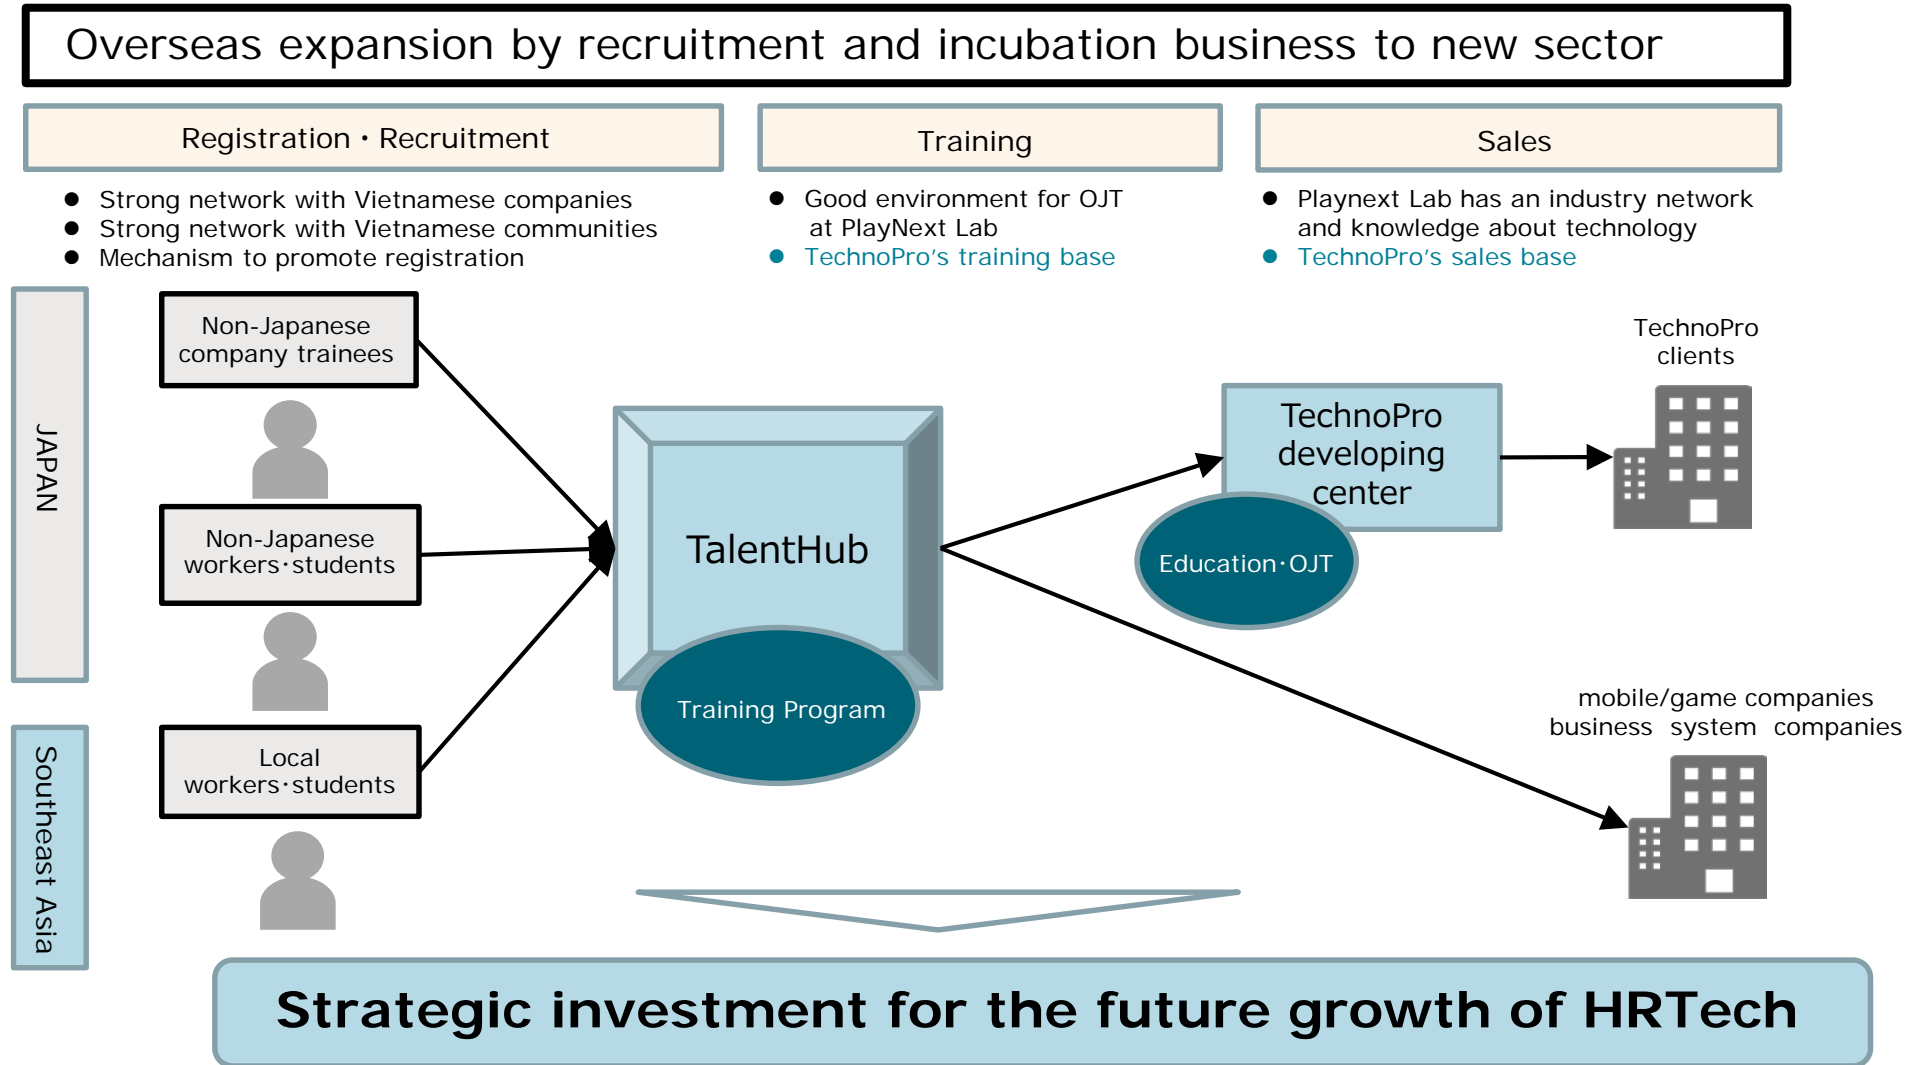 Overseas expansion by recruitment and incubation business to new sector
Registration・Recruitment
Training
Sales
● Strong network with Vietnamese companies
● Strong network with Vietnamese communities
● Mechanism to promote registration
● Good environment for OJT
at PlayNext Lab
● TechnoPro's training base
● Playnext Lab has an industry network
and knowledge about technology
● TechnoPro's sales base
JAPAN
Non-Japanese
company trainees
Non-Japanese
workers・students
Southeast Asia
Local
workers・students
TalentHub
Training Program
TechnoPro
developing
center
Education・OJT
TechnoPro
clients
mobile/game companies
business system companies
Strategic investment for the future growth of HRTech